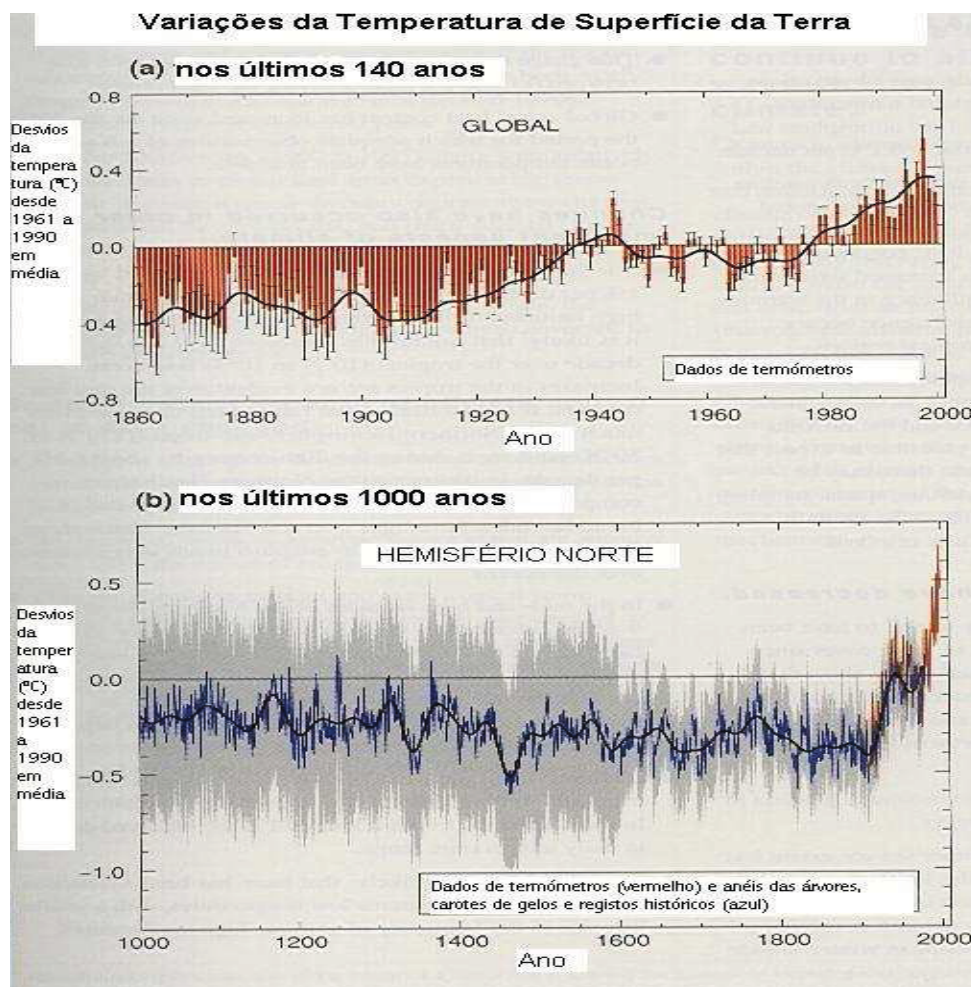 Variações da Temperatura de Superfície da Terra
(a) nos últimos 140 anos
Desvios
da
tempera
tura (ºC)
desde
1961 a
1990
em
média
0.8
0.4
0.0
−0.4
−0.8
GLOBAL
Dados de termómetros
1860
1880
1900
1920
1940
1960
1980
2000
Ano
(b) nos últimos 1000 anos
Desvios
da
temper
atura
(ºC)
desde
1961
a
1990
em
média
0.5
0.0
−0.5
−1.0
HEMISFÉRIO NORTE
Dados de termómetros (vermelho) e anéis das árvores,
carotes de gelos e registos históricos (azul)
1000
1200
1400
1600
1800
2000
Ano